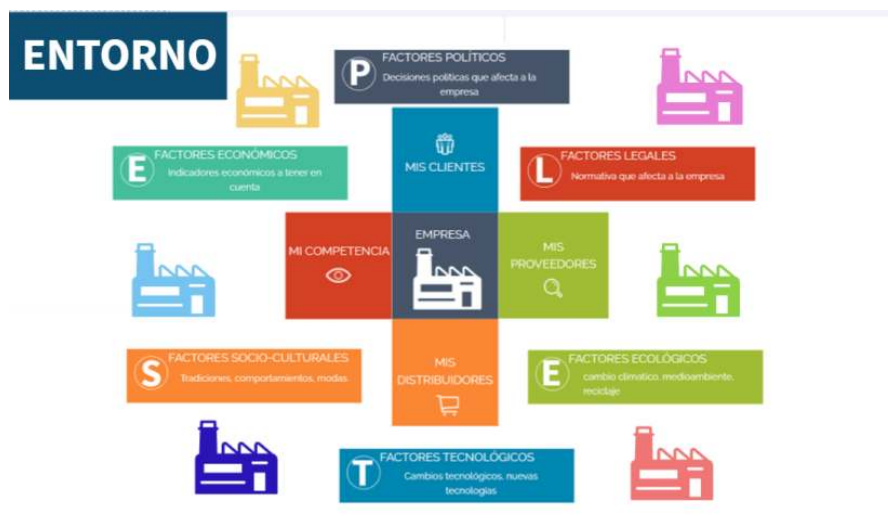 ENTORNO
P
FACTORES POLÍTICOS
Decisiones políticas que afecta a la
empresa
MIS CLIENTES
E
FACTORES ECONÓMICOS
Indicadores económicos a tener en
cuenta
L
FACTORES LEGALES
Normativa que afecta a la empresa
MI COMPETENCIA
EMPRESA
MIS
PROVEEDORES
S
FACTORES SOCIO-CULTURALES
Tradiciones, comportamientos, modas.
MIS
DISTRIBUIDORES
E
FACTORES ECOLÓGICOS
cambio climatico, medioambiente,
reciclaje
T
FACTORES TECNOLÓGICOS
Cambios tecnológicos, nuevas
tecnologias